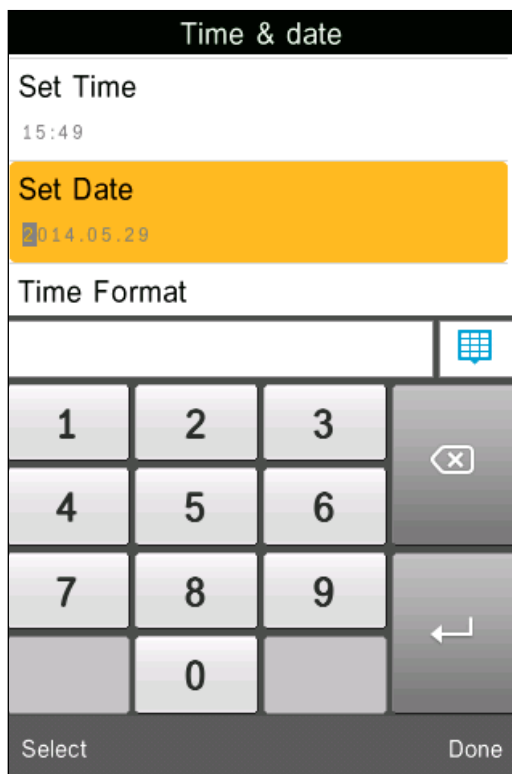 Time & date
Set Time
15:49
Set Date
2014.05.29
Time Format
1 2 3
4 5 6
7 8 9
0
Select Done